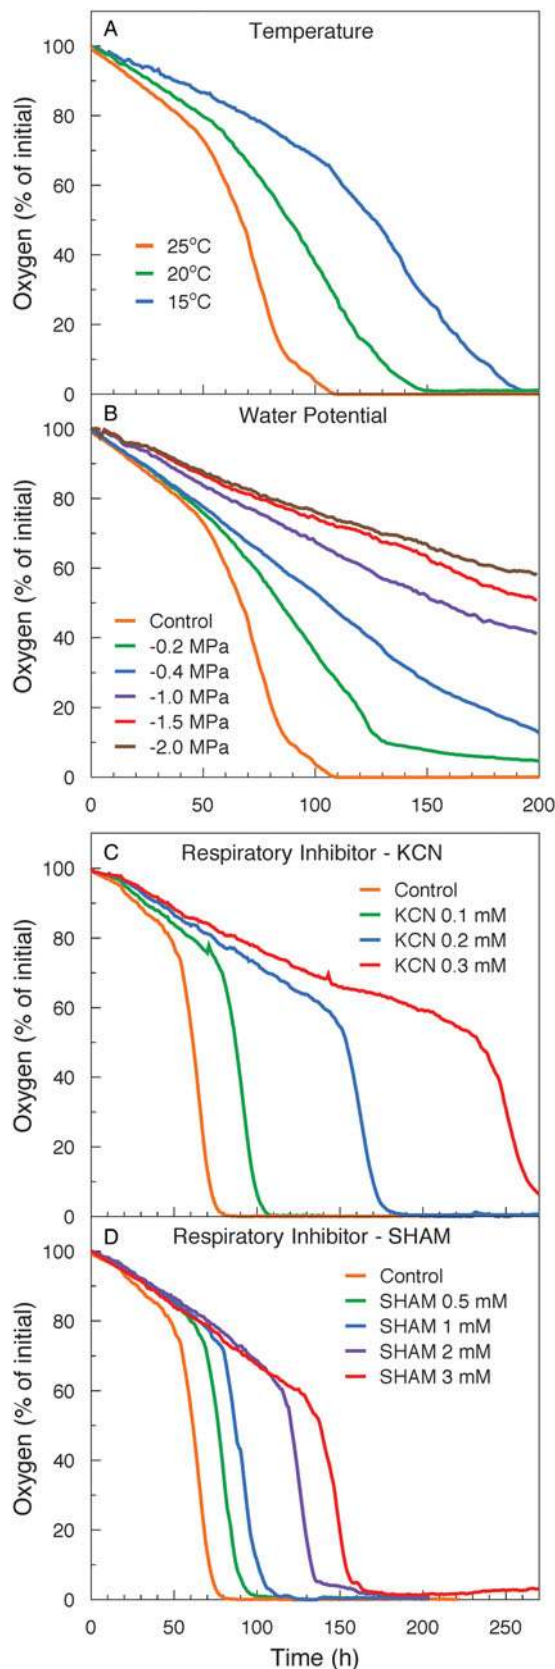 A Temperature
100
80
60
40
20
0
Oxygen (% of initial)
25°C
20°C
15°C
B Water Potential
100
80
60
40
20
0
Oxygen (% of initial)
Control
-0.2 MPa
-0.4 MPa
-1.0 MPa
-1.5 MPa
-2.0 MPa
0 50 100 150 200
C Respiratory Inhibitor - KCN
100
80
60
40
20
0
Oxygen (% of initial)
Control
KCN 0.1 mM
KCN 0.2 mM
KCN 0.3 mM
D Respiratory Inhibitor - SHAM
100
80
60
40
20
0
Oxygen (% of initial)
Control
SHAM 0.5 mM
SHAM 1 mM
SHAM 2 mM
SHAM 3 mM
0 50 100 150 200 250
Time (h)